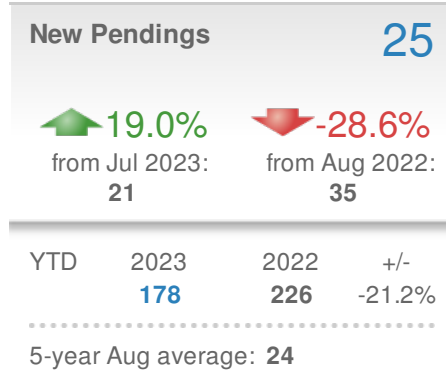 New Pendings 25
19.0% -28.6%
from Jul 2023: from Aug 2022:
21 35
YTD 2023 2022 +/-
178 226 -21.2%
5-year Aug average: 24